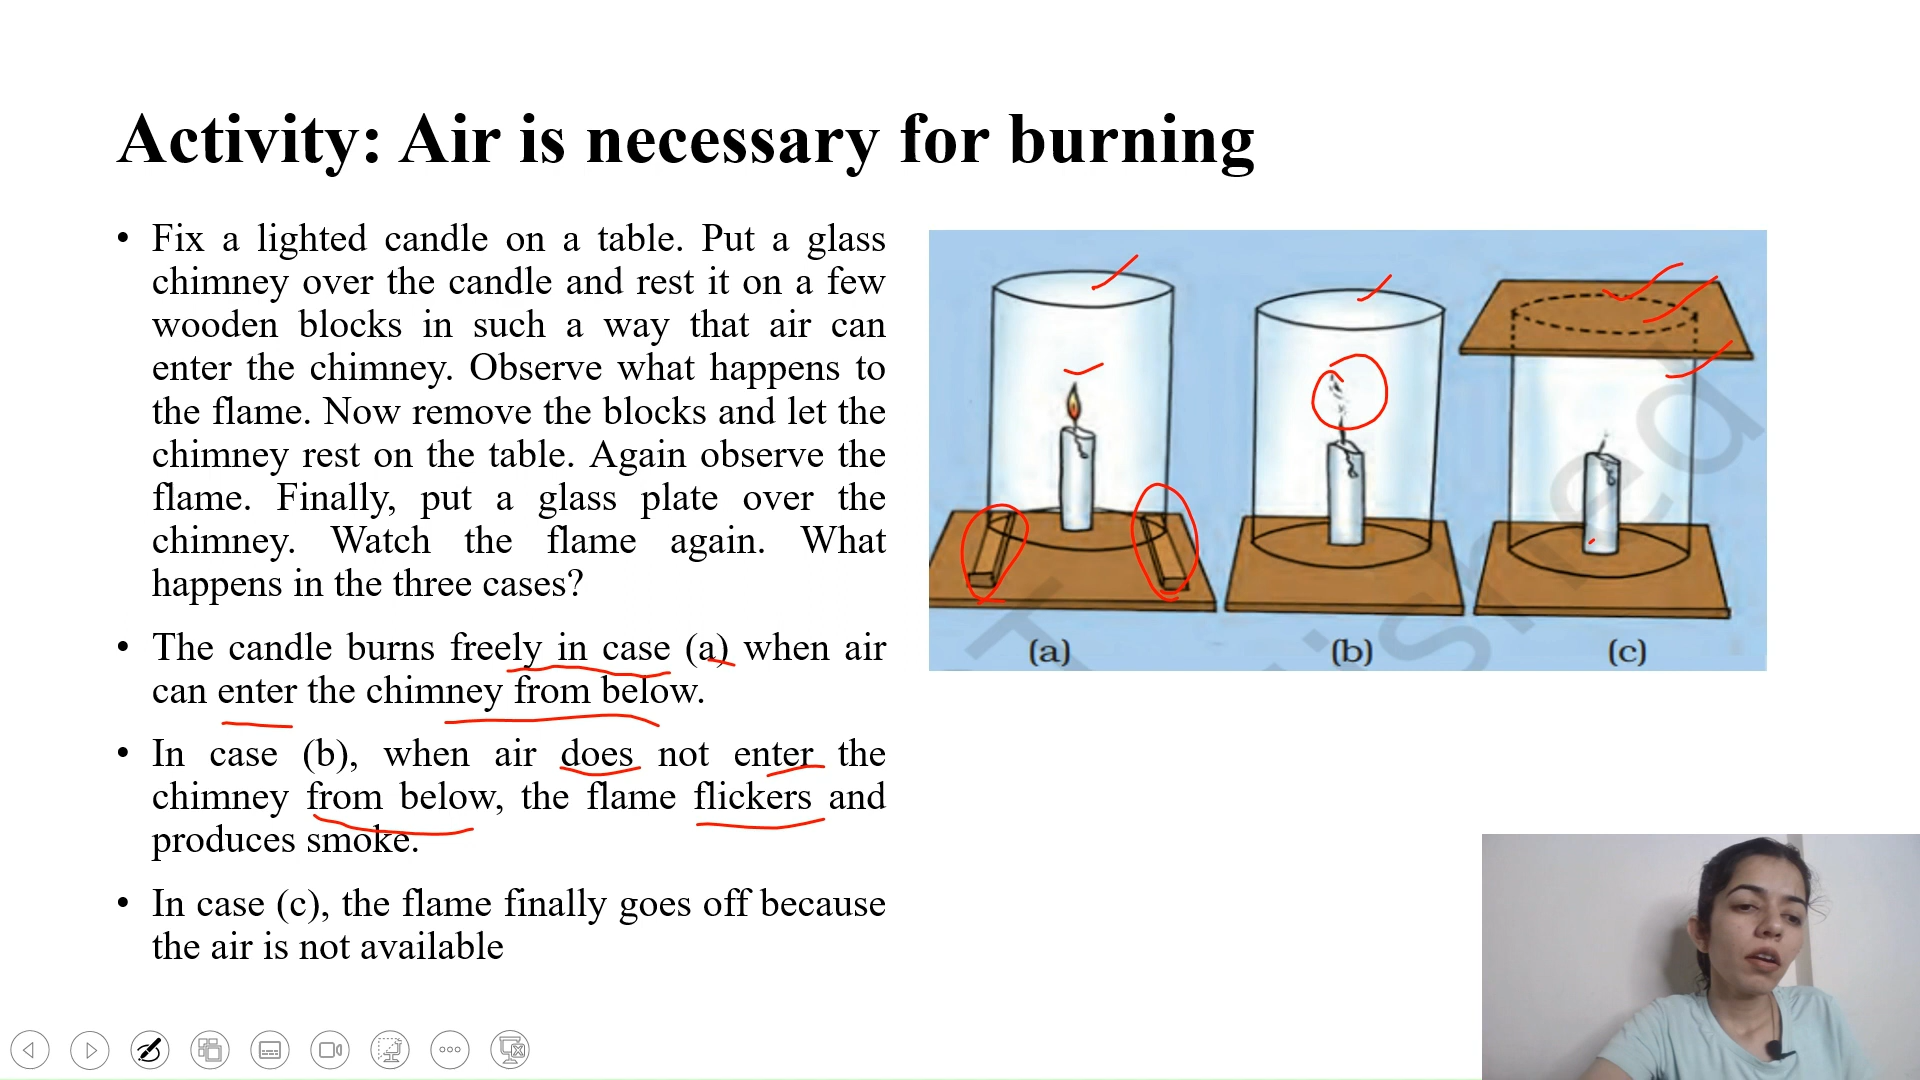 Activity: Air is necessary for burning
• Fix a lighted candle on a table. Put a glass
chimney over the candle and rest it on a few
wooden blocks in such a way that air can
enter the chimney. Observe what happens to
the flame. Now remove the blocks and let the
chimney rest on the table. Again observe the
flame. Finally, put a glass plate over the
chimney. Watch the flame again. What
happens in the three cases?
• The candle burns freely in case (a) when air
can enter the chimney from below.
• In case (b), when air does not enter the
chimney from below, the flame flickers and
produces smoke.
• In case (c), the flame finally goes off because
the air is not available
(a) (b) (c)